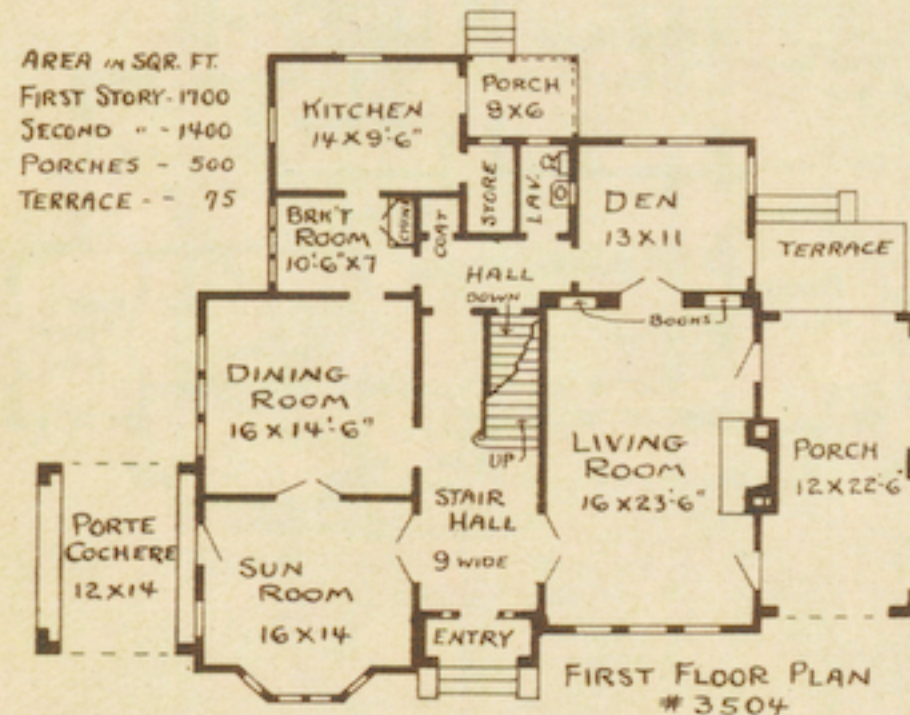 AREA IN SQR. FT.
FIRST STORY - 1700
SECOND " - 1400
PORCHES - 500
TERRACE - - 75
KITCHEN
14 X 9'-6"
PORCH
9 X 6
STORE
LAV.
DEN
13 X 11
TERRACE
BRK'T
ROOM
10'-6" X 7
COAT
HALL
DOWN
BOOKS
DINING
ROOM
16 X 14'-6"
UP
LIVING
ROOM
16 X 23'-6"
PORCH
12 X 22'-6"
STAIR
HALL
9 WIDE
PORTE
COCHERE
12 X 14
SUN
ROOM
16 X 14
ENTRY
FIRST FLOOR PLAN
# 3504